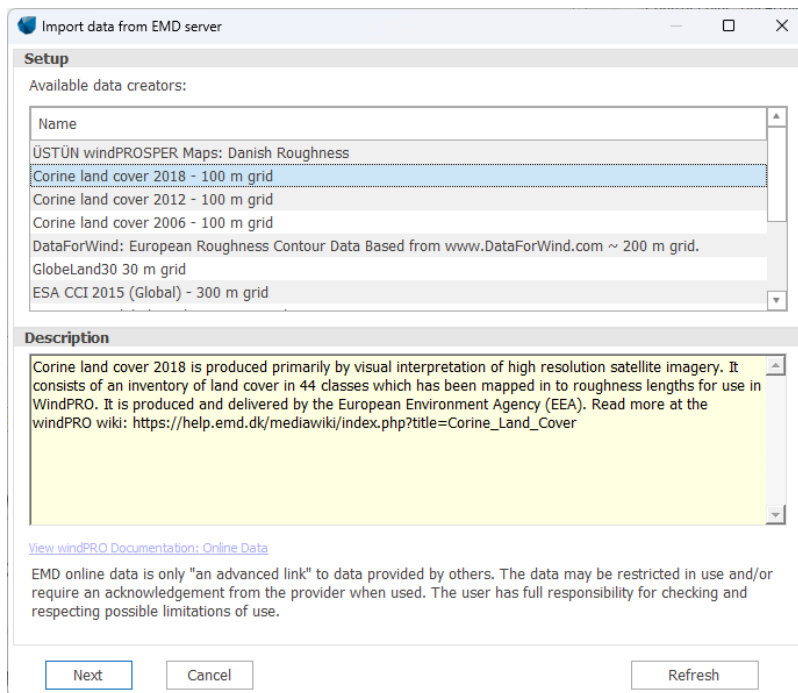 Import data from EMD server
Setup
Available data creators:
Name
ÜSTÜN windPROSPER Maps: Danish Roughness
Corine land cover 2018 - 100 m grid
Corine land cover 2012 - 100 m grid
Corine land cover 2006 - 100 m grid
DataForWind: European Roughness Contour Data Based from www.DataForWind.com ~ 200 m grid.
GlobeLand30 30 m grid
ESA CCI 2015 (Global) - 300 m grid
Description
Corine land cover 2018 is produced primarily by visual interpretation of high resolution satellite imagery. It
consists of an inventory of land cover in 44 classes which has been mapped in to roughness lengths for use in
WindPRO. It is produced and delivered by the European Environment Agency (EEA). Read more at the
windPRO wiki: https://help.emd.dk/mediawiki/index.php?title=Corine_Land_Cover
View windPRO Documentation: Online Data
EMD online data is only "an advanced link" to data provided by others. The data may be restricted in use and/or
require an acknowledgement from the provider when used. The user has full responsibility for checking and
respecting possible limitations of use.
Next
Cancel
Refresh